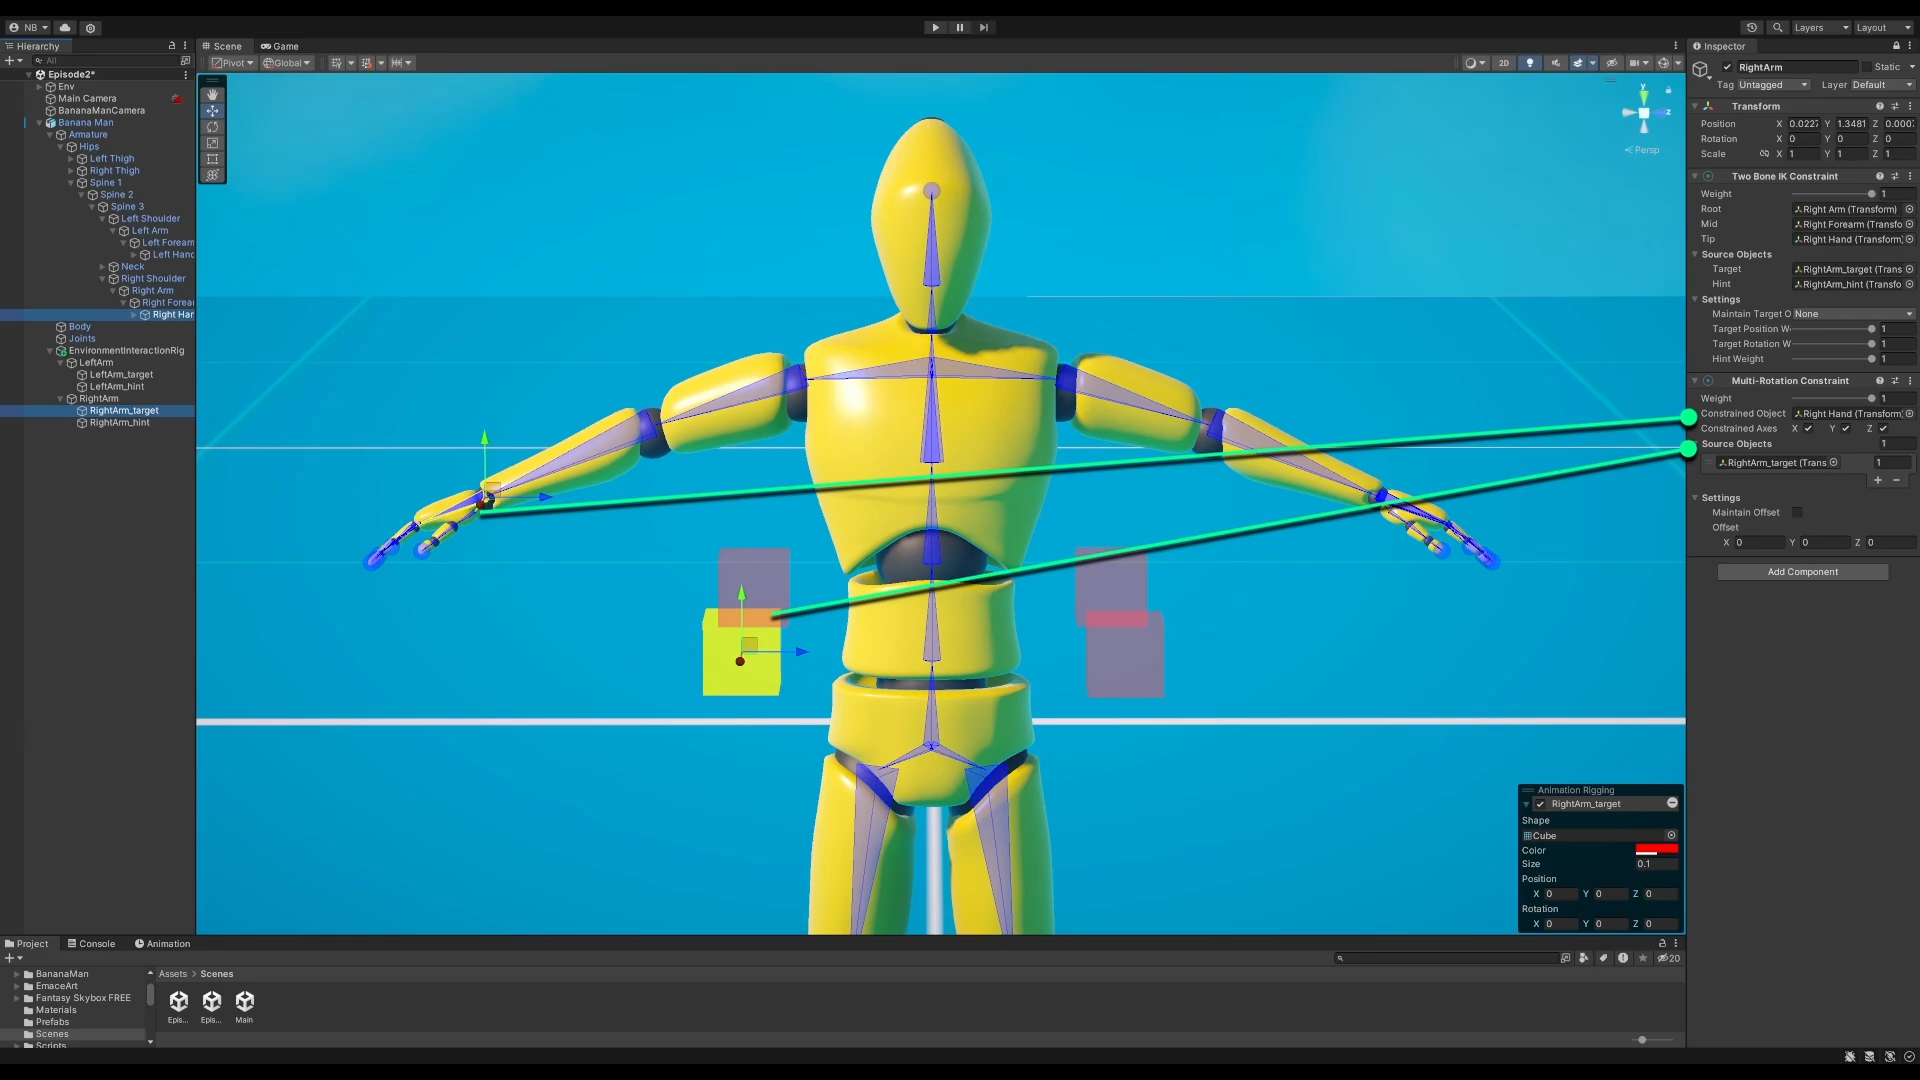 NB
Layers
Layout
Hierarchy
All
Episode2*
Env
Main Camera
BananaManCamera
Banana Man
Armature
Hips
Left Thigh
Right Thigh
Spine 1
Spine 2
Spine 3
Left Shoulder
Left Arm
Left Forearm
Left Hand
Neck
Right Shoulder
Right Arm
Right Forea
Right Han
Body
Joints
EnvironmentInteractionRig
LeftArm
LeftArm_target
LeftArm_hint
RightArm
RightArm_target
RightArm_hint
Scene
Game
Pivot
Global
2D
y
z
Persp
Animation Rigging
RightArm_target
Shape
Cube
Color
Size 0.1
Position
X 0 Y 0 Z 0
Rotation
X 0 Y 0 Z 0
Inspector
RightArm Static
Tag Untagged Layer Default
Transform
Position X 0.0227 Y 1.3481 Z 0.0007
Rotation X 0 Y 0 Z 0
Scale X 1 Y 1 Z 1
Two Bone IK Constraint
Weight 1
Root Right Arm (Transform)
Mid Right Forearm (Transfo
Tip Right Hand (Transform)
Source Objects
Target RightArm_target (Trans
Hint RightArm_hint (Transfo
Settings
Maintain Target O None
Target Position W 1
Target Rotation W 1
Hint Weight 1
Multi-Rotation Constraint
Weight 1
Constrained Object Right Hand (Transform)
Constrained Axes X Y Z
Source Objects 1
RightArm_target (Trans 1
Settings
Maintain Offset
Offset
X 0 Y 0 Z 0
Add Component
Project
Console
Animation
20
BananaMan
EmaceArt
Fantasy Skybox FREE
Materials
Prefabs
Scenes
Scripts
Assets > Scenes
Epis...
Epis...
Main